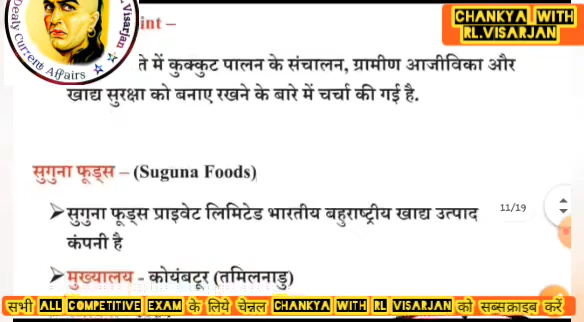 Visarjan
int –
CHANKYA WITH
RL.VISARJAN
Dealy Current Affairs
ते में कुक्कुट पालन के संचालन, ग्रामीण आजीविका और
खाद्य सुरक्षा को बनाए रखने के बारे में चर्चा की गई है.
सुगुना फूड्स – (Suguna Foods)
➤सुगुना फूड्स प्राइवेट लिमिटेड भारतीय बहुराष्ट्रीय खाद्य उत्पाद
11/19
कंपनी है
➤मुख्यालय - कोयंबटूर (तमिलनाडु)
सभी ALL COMPETITIVE EXAM के लिये चेन्नल CHANKYA WITH RL VISARJAN को सब्सक्राइब करें